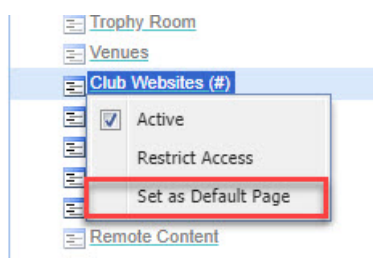 Trophy Room
Venues
Club Websites (#)
Active
Restrict Access
Set as Default Page
Remote Content